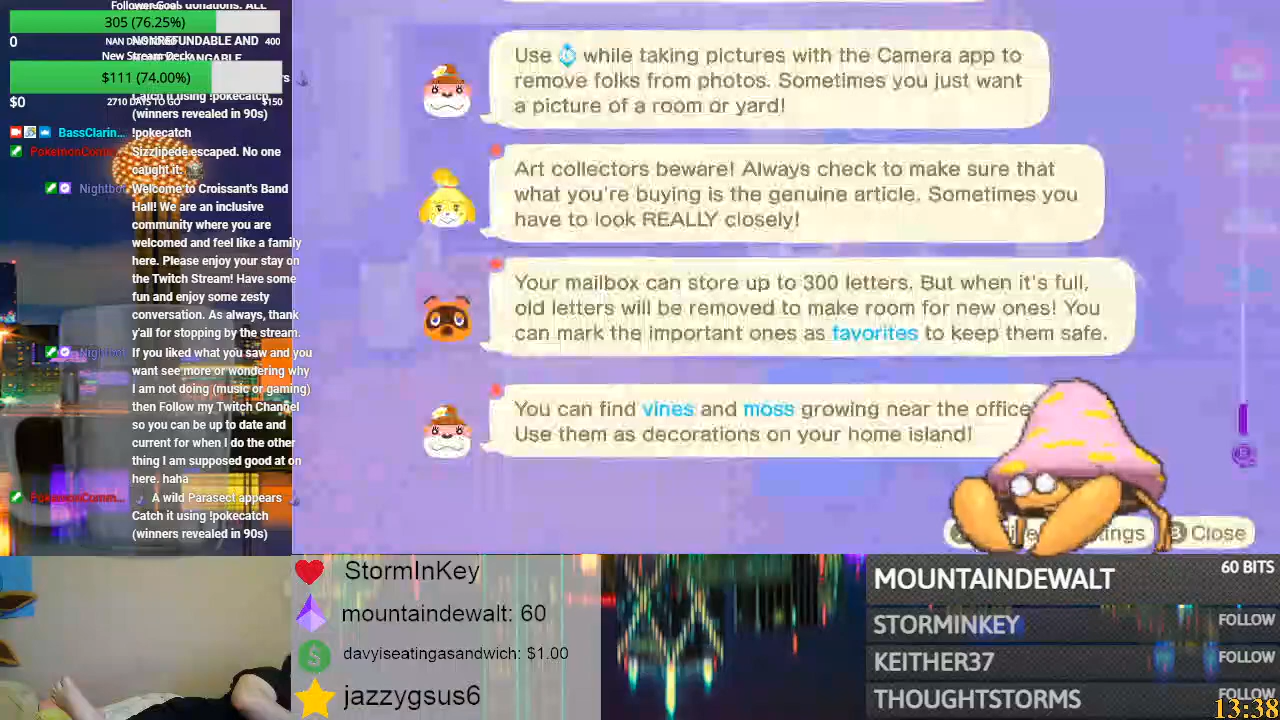 Follower Goal donations. ALL
305 (76.25%)
0 400
NONREFUNDABLE AND
New Stream Deck
$111 (74.00%)
$0 2710 DAYS TO GO $150
Catch it using !pokecatch
(winners revealed in 90s)
BassClarin... !pokecatch
Sizzlipede escaped. No one
caught it.
Nightbot Welcome to Croissant's Band
Hall! We are an inclusive
community where you are
welcomed and feel like a family
here. Please enjoy your stay on
the Twitch Stream! Have some
fun and enjoy some zesty
conversation. As always, thank
y'all for stopping by the stream.
Nightbot If you liked what you saw and you
want see more or wondering why
I am not doing (music or gaming)
then Follow my Twitch Channel
so you can be up to date and
current for when I do the other
thing I am supposed good at on
here. haha
PokemonComm... A wild Parasect appears
Catch it using !pokecatch
(winners revealed in 90s)
Use while taking pictures with the Camera app to
remove folks from photos. Sometimes you just want
a picture of a room or yard!
Art collectors beware! Always check to make sure that
what you're buying is the genuine article. Sometimes you
have to look REALLY closely!
Your mailbox can store up to 300 letters. But when it's full,
old letters will be removed to make room for new ones! You
can mark the important ones as favorites to keep them safe.
You can find vines and moss growing near the office
Use them as decorations on your home island!
Close
StormInKey
mountaindewalt: 60
davyiseatingasandwich: $1.00
jazzygsus6
MOUNTAINDEWALT 60 BITS
STORMINKEY FOLLOW
KEITHER37 FOLLOW
THOUGHTSTORMS FOLLOW
13:38